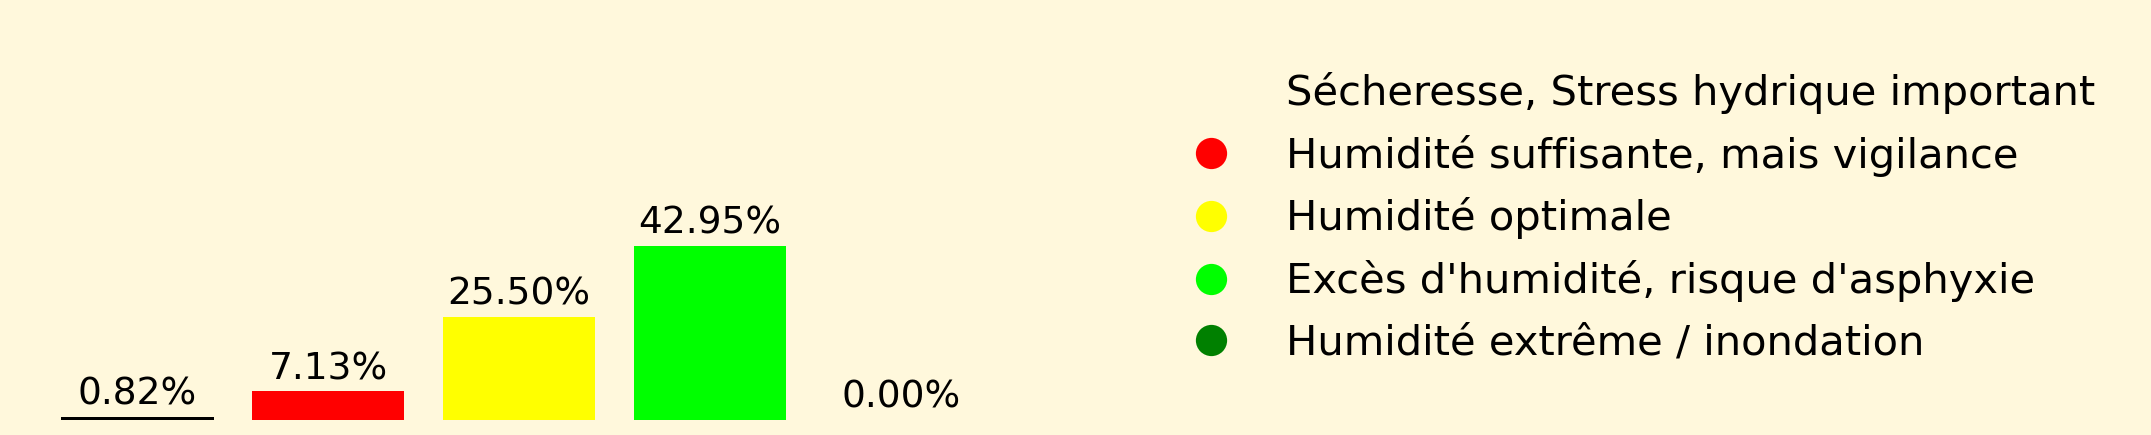 Sécheresse, Stress hydrique important
Humidité suffisante, mais vigilance
Humidité optimale
Excès d'humidité, risque d'asphyxie
Humidité extrême / inondation
42.95%
25.50%
7.13%
0.82%
0.00%